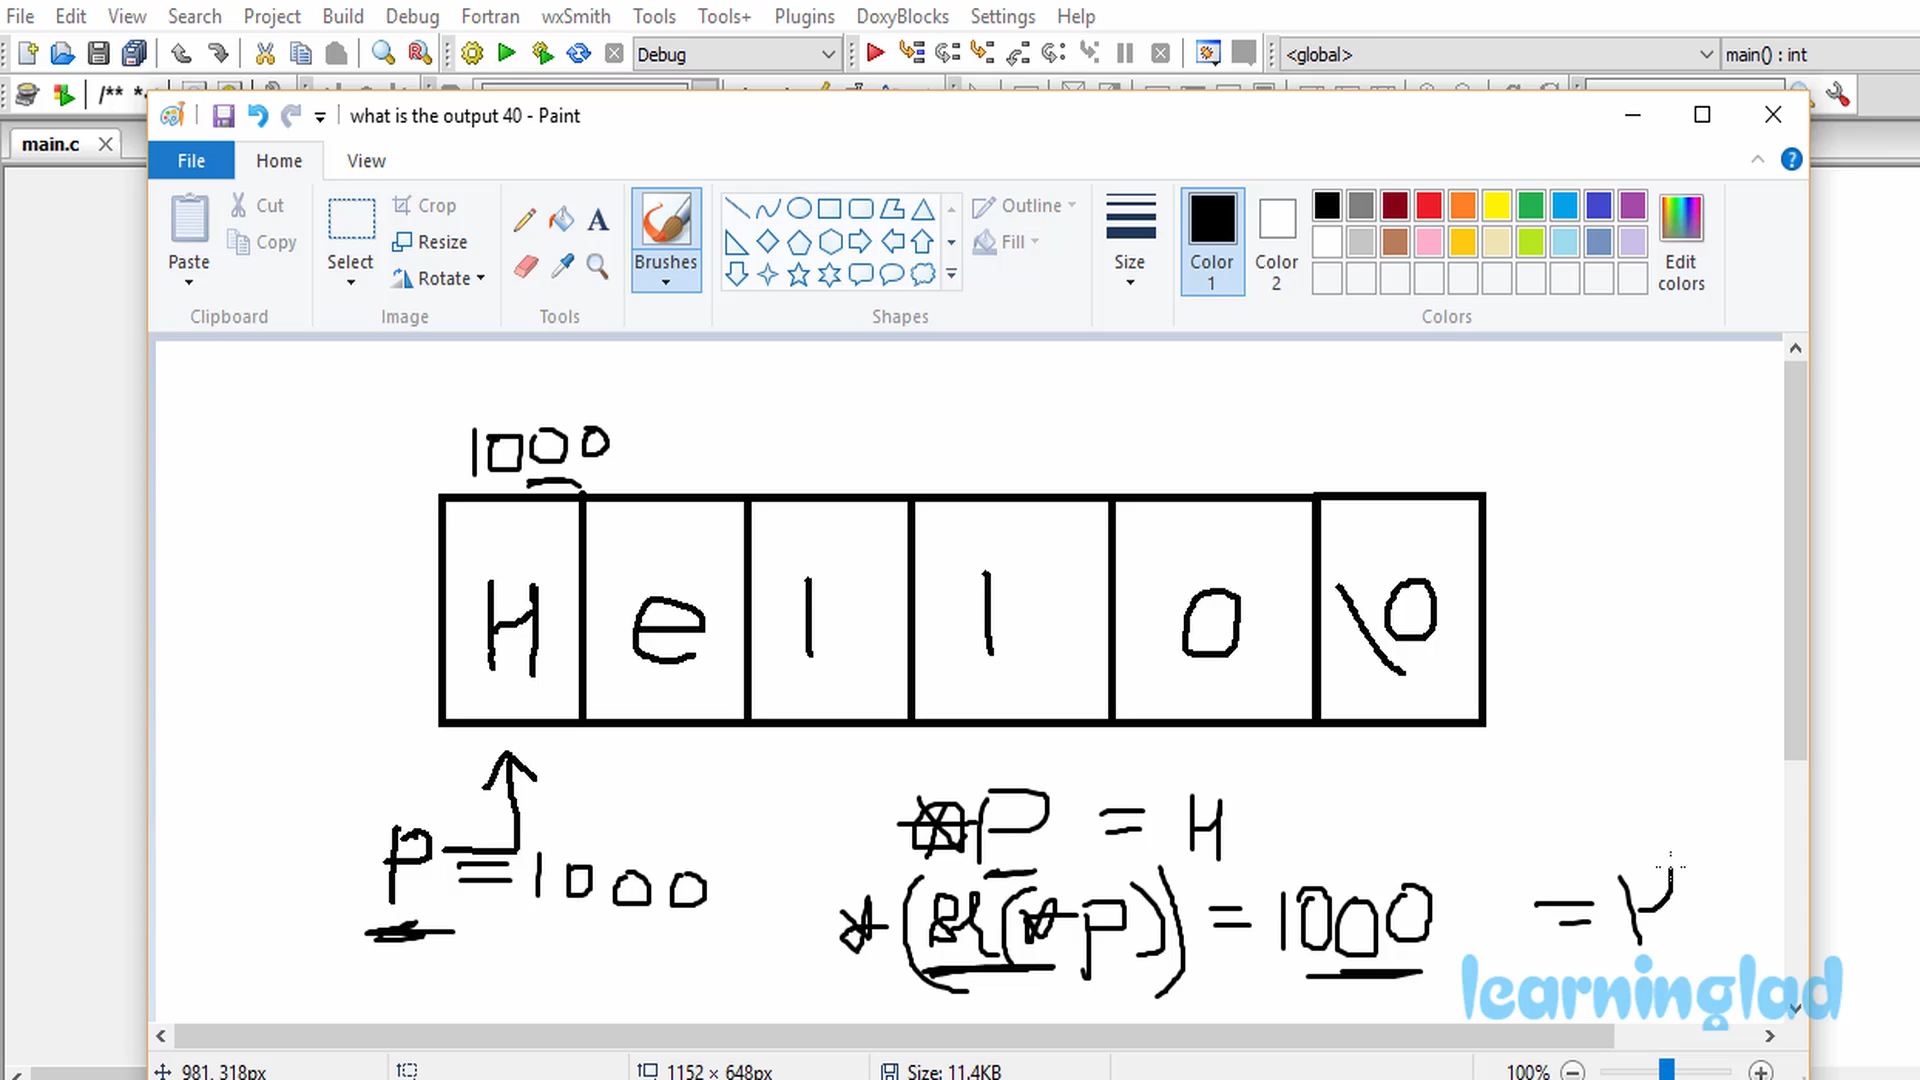 File Edit View Search Project Build Debug Fortran wxSmith Tools Tools+ Plugins DoxyBlocks Settings Help
Debug <global> main() : int
/**
main.c
what is the output 40 - Paint
File Home View
Paste Cut Copy Select Crop Resize Rotate Brushes Outline Fill Size Color 1 Color 2 Edit colors
Clipboard Image Tools Shapes Colors
1000
H e l l o \0
P = 1000
*P = H
*(&(*P)) = 1000 =
learninglad
981, 318px 1152 × 648px Size: 11.4KB 100%